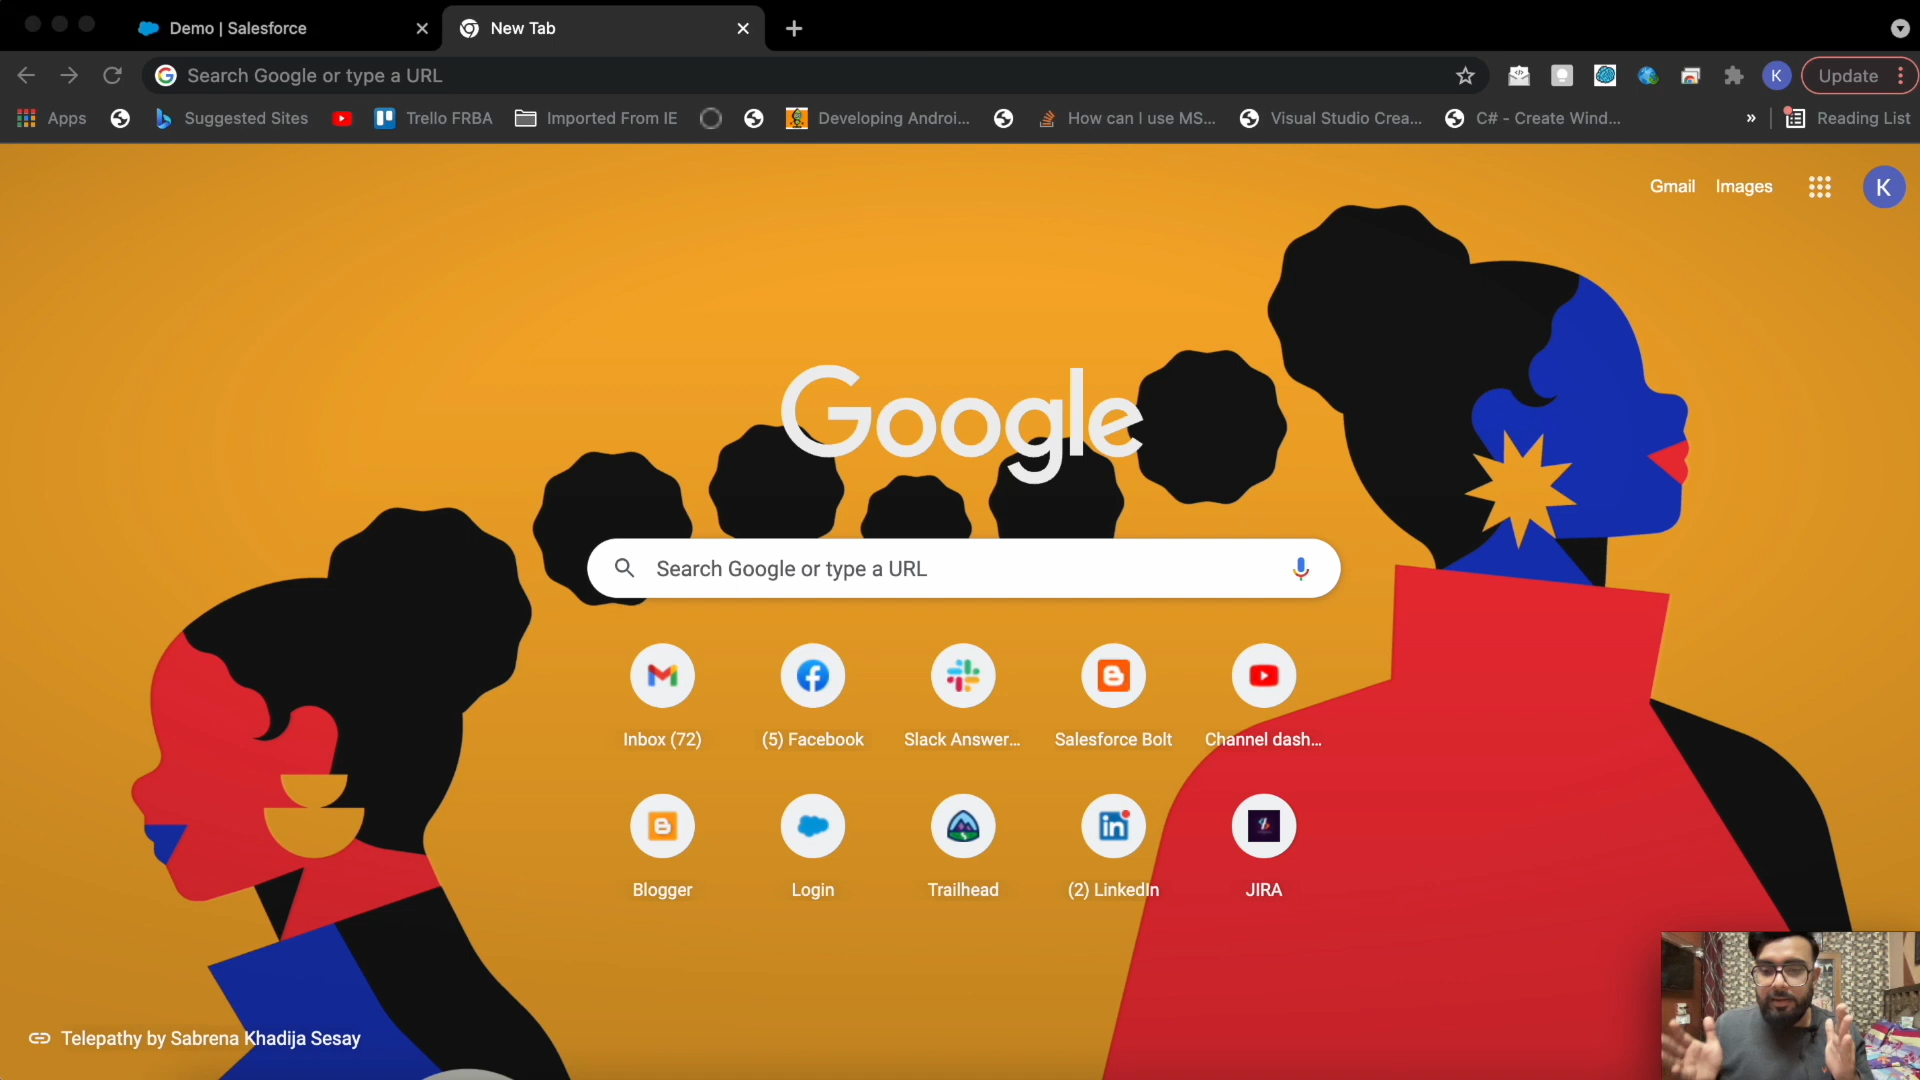 Demo | Salesforce
New Tab
Search Google or type a URL
K
Update
Apps
Suggested Sites
Trello FRBA
Imported From IE
Developing Androi...
How can I use MS...
Visual Studio Crea...
C# - Create Wind...
»
Reading List
Gmail
Images
K
Google
Search Google or type a URL
Inbox (72)
(5) Facebook
Slack Answer...
Salesforce Bolt
Channel dash...
Blogger
Login
Trailhead
(2) LinkedIn
JIRA
Telepathy by Sabrena Khadija Sesay